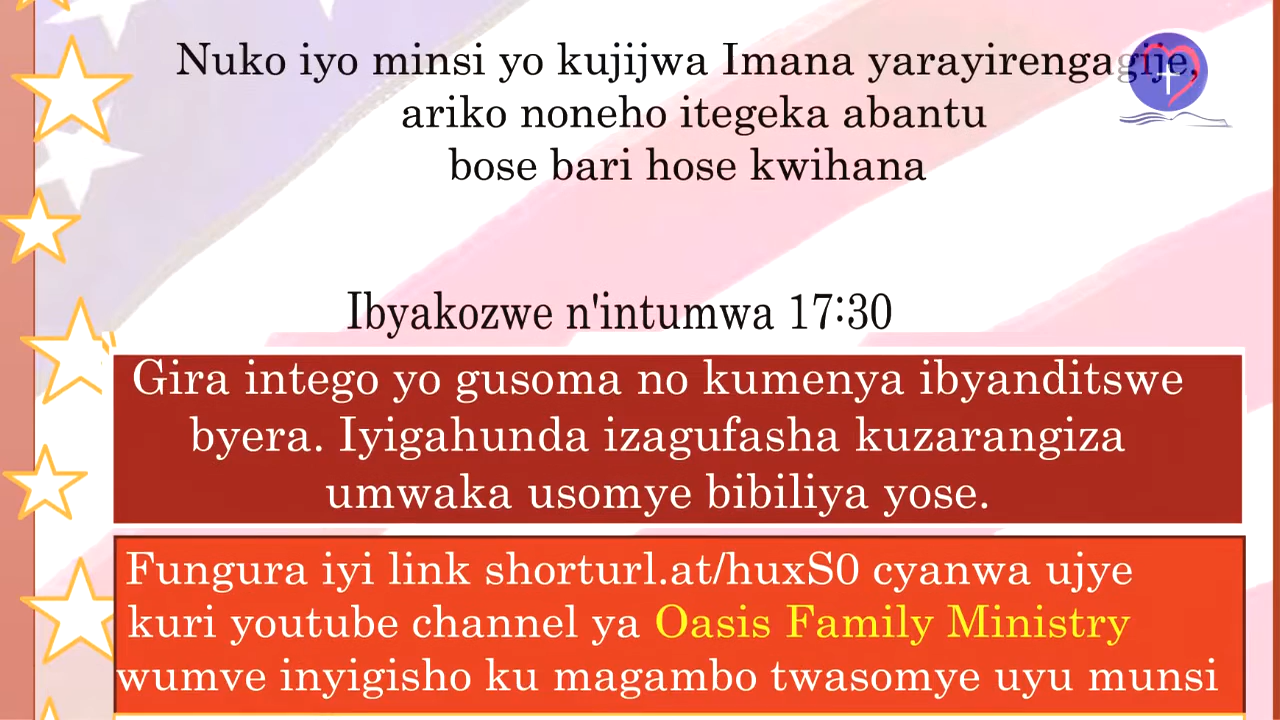 Nuko iyo minsi yo kujijwa Imana yarayirengagije,
ariko noneho itegeka abantu
bose bari hose kwihana
Ibyakozwe n'intumwa 17:30
Gira intego yo gusoma no kumenya ibyanditswe
byera. Iyigahunda izagufasha kuzarangiza
umwaka usomye bibiliya yose.
Fungura iyi link shorturl.at/huxS0 cyanwa ujye
kuri youtube channel ya Oasis Family Ministry
wumve inyigisho ku magambo twasomye uyu munsi